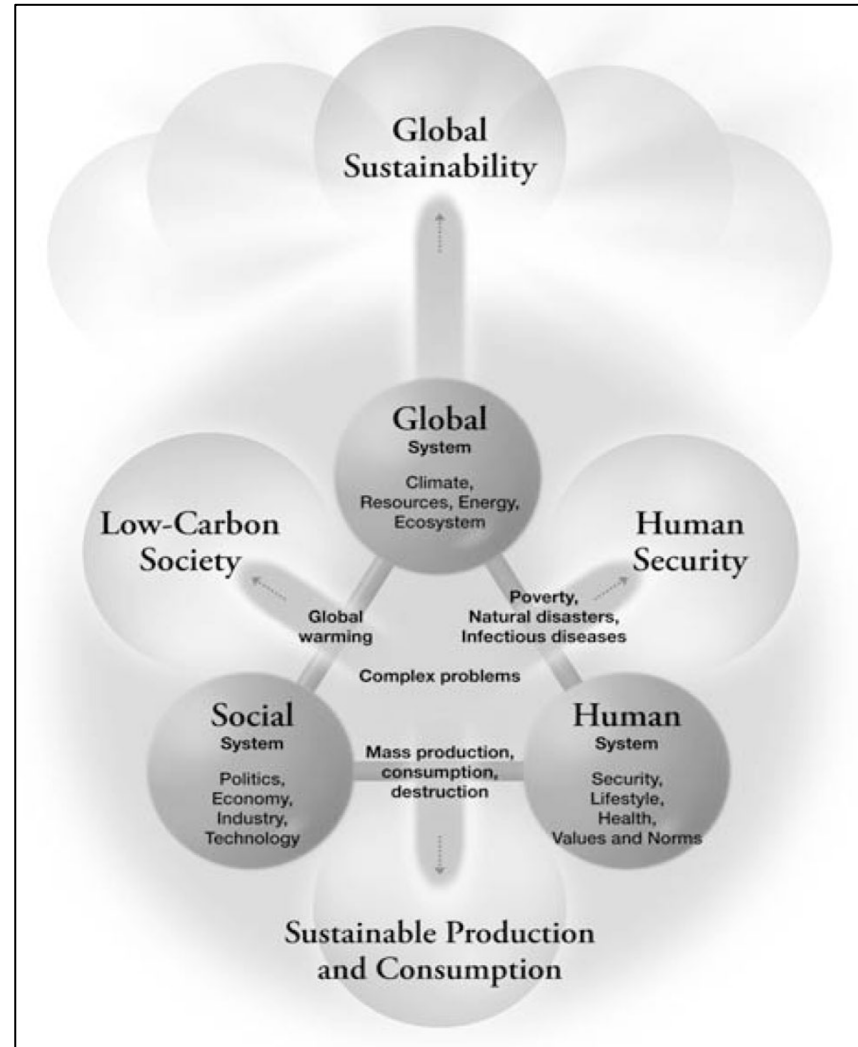 Global
Sustainability
Global
System
Climate,
Resources, Energy,
Ecosystem
Low-Carbon
Society
Human
Security
Global
warming
Poverty,
Natural disasters,
Infectious diseases
Complex problems
Social
System
Politics,
Economy,
Industry,
Technology
Mass production,
consumption,
destruction
Human
System
Security,
Lifestyle,
Health,
Values and Norms
Sustainable Production
and Consumption